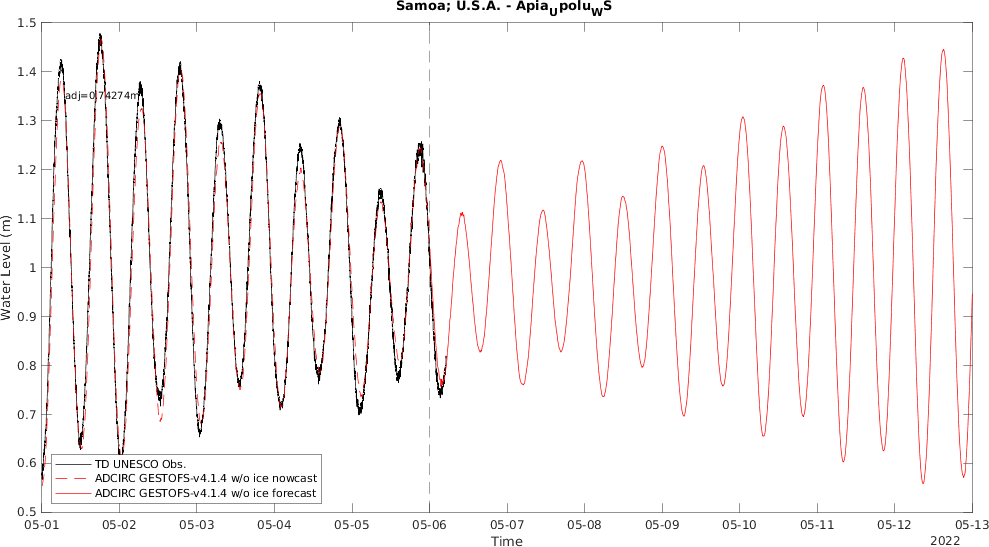 Samoa; U.S.A. - ApiaUpoluWS
1.5
1.4
1.3
1.2
1.1
1
0.9
0.8
0.7
0.6
0.5
Water Level (m)
adj=0.74274m
TD UNESCO Obs.
ADCIRC GESTOFS-v4.1.4 w/o ice nowcast
ADCIRC GESTOFS-v4.1.4 w/o ice forecast
05-01 05-02 05-03 05-04 05-05 05-06 05-07 05-08 05-09 05-10 05-11 05-12 05-13
Time
2022